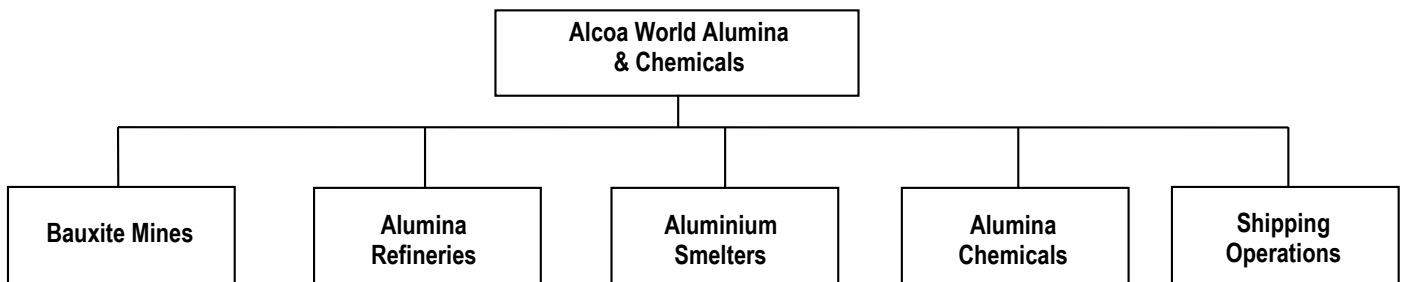 Alcoa World Alumina
& Chemicals
Bauxite Mines
Alumina
Refineries
Aluminium
Smelters
Alumina
Chemicals
Shipping
Operations